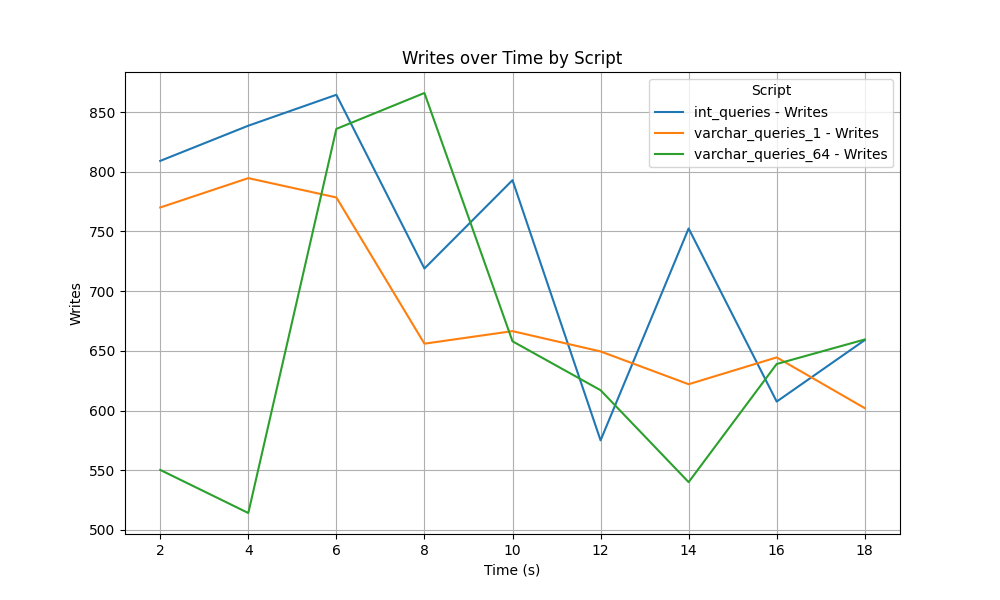 Writes over Time by Script
Script
int_queries - Writes
varchar_queries_1 - Writes
varchar_queries_64 - Writes
Writes
850
800
750
700
650
600
550
500
2 4 6 8 10 12 14 16 18
Time (s)